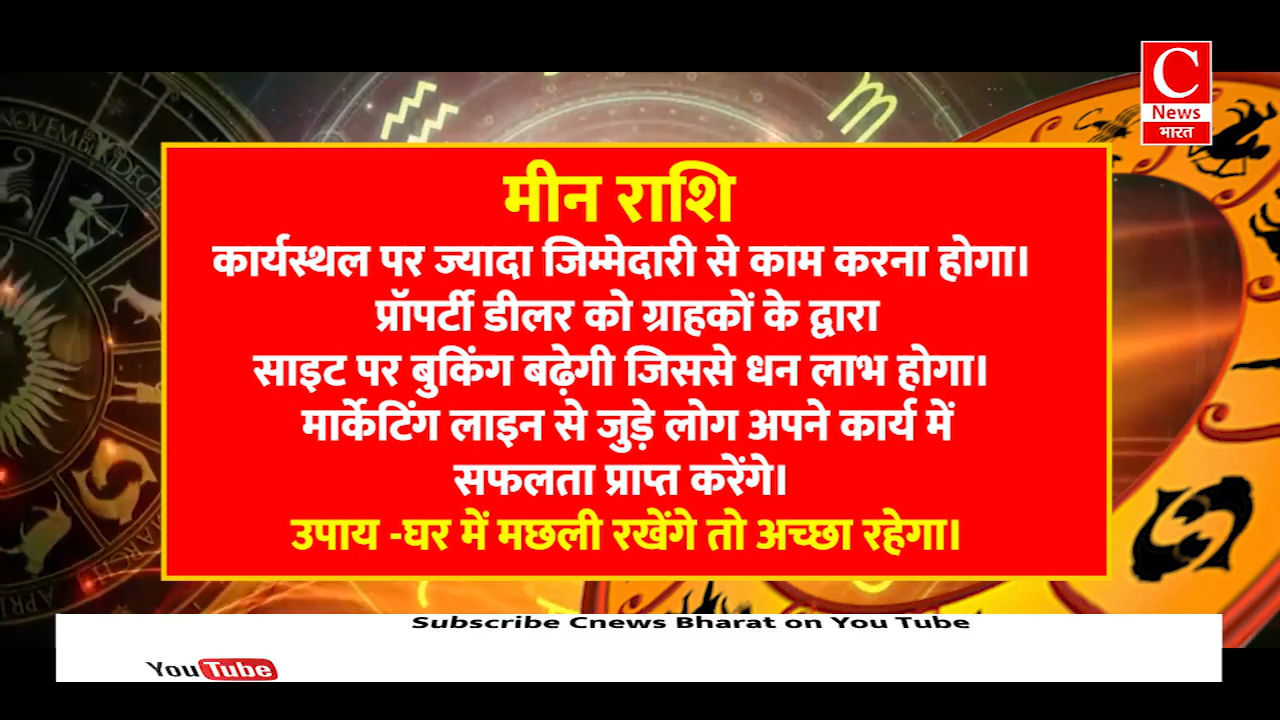 C
News
भारत
मीन राशि
कार्यस्थल पर ज्यादा जिम्मेदारी से काम करना होगा।
प्रॉपर्टी डीलर को ग्राहकों के द्वारा
साइट पर बुकिंग बढ़ेगी जिससे धन लाभ होगा।
मार्केटिंग लाइन से जुड़े लोग अपने कार्य में
सफलता प्राप्त करेंगे।
उपाय -घर में मछली रखेंगे तो अच्छा रहेगा।
Subscribe Cnews Bharat on You Tube
YouTube